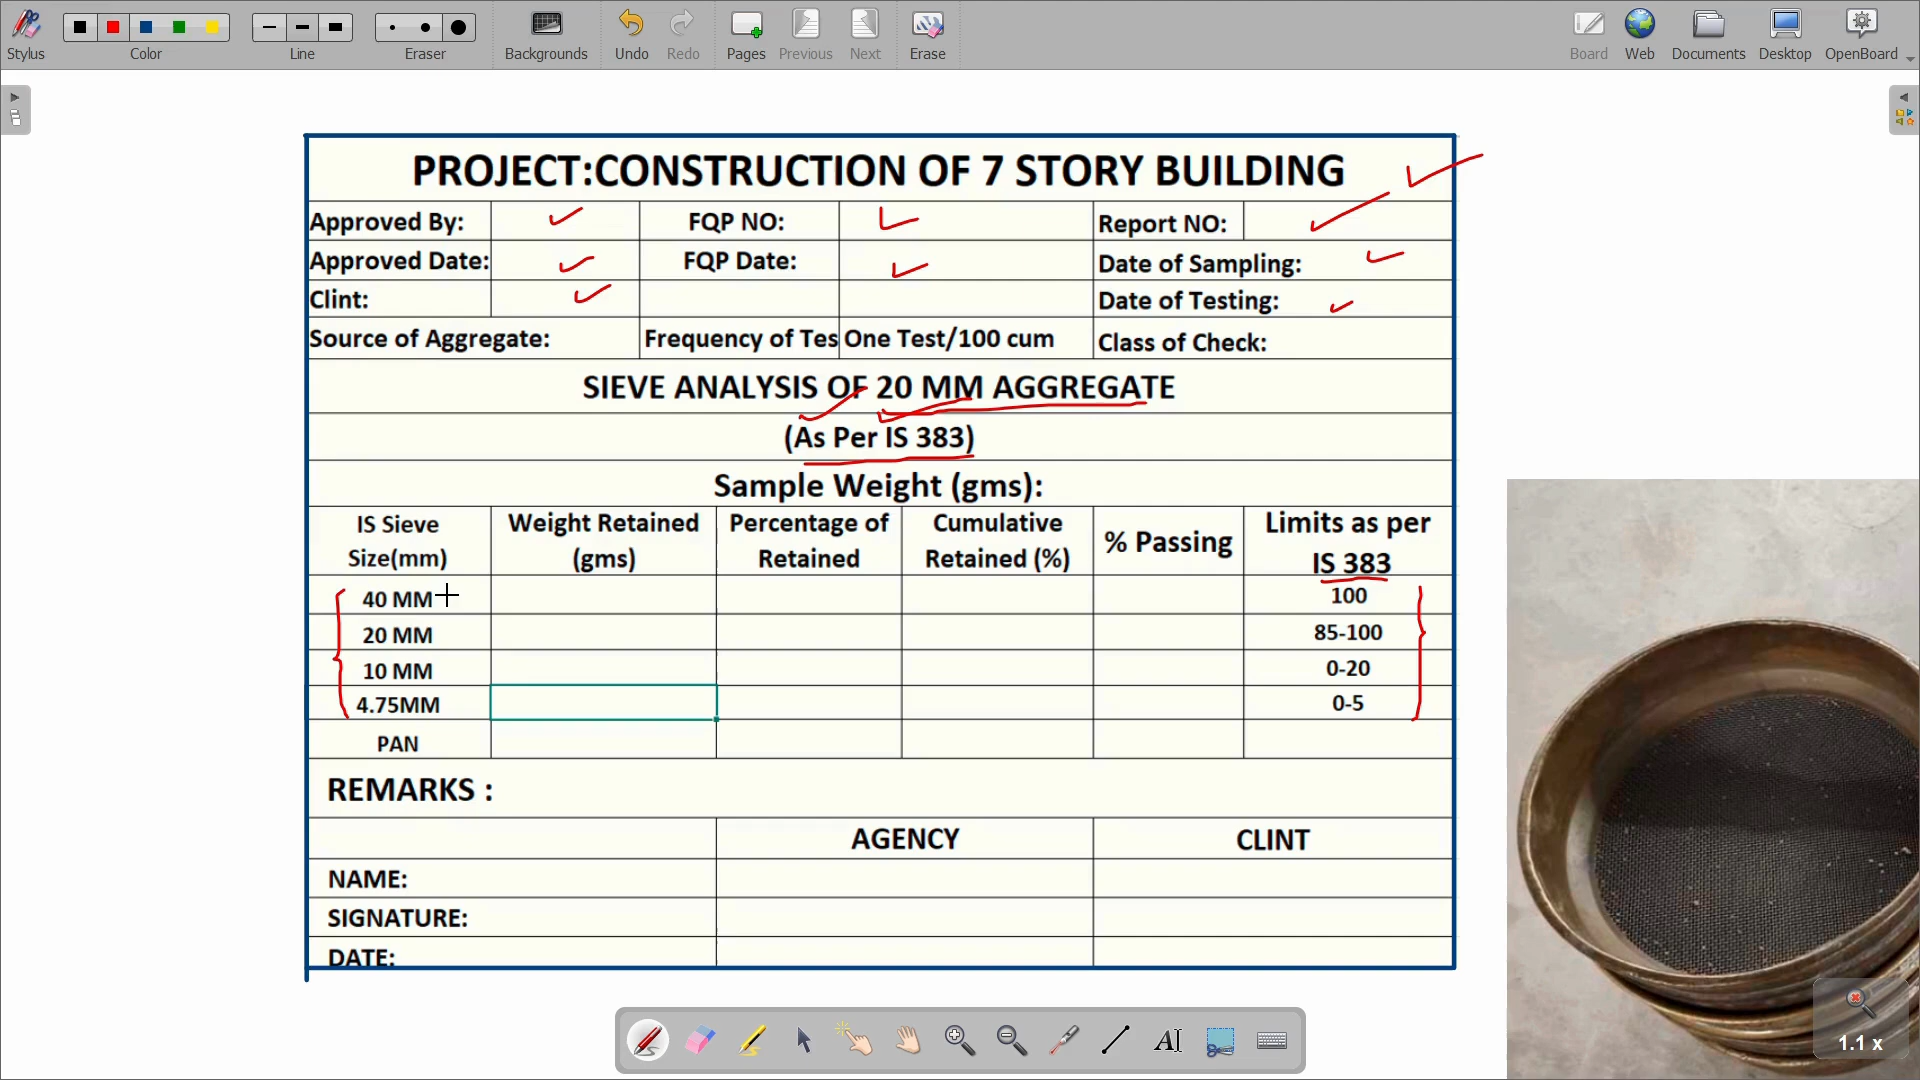 Stylus Color Line Eraser Backgrounds Undo Redo Pages Previous Next Erase Board Web Documents Desktop OpenBoard
PROJECT:CONSTRUCTION OF 7 STORY BUILDING
Approved By: FQP NO: Report NO:
Approved Date: FQP Date: Date of Sampling:
Clint: Date of Testing:
Source of Aggregate: Frequency of Tes One Test/100 cum Class of Check:
SIEVE ANALYSIS OF 20 MM AGGREGATE
(As Per IS 383)
Sample Weight (gms):
IS Sieve Size(mm) Weight Retained (gms) Percentage of Retained Cumulative Retained (%) % Passing Limits as per IS 383
40 MM 100
20 MM 85-100
10 MM 0-20
4.75MM 0-5
PAN
REMARKS :
AGENCY CLINT
NAME:
SIGNATURE:
DATE:
1.1 x